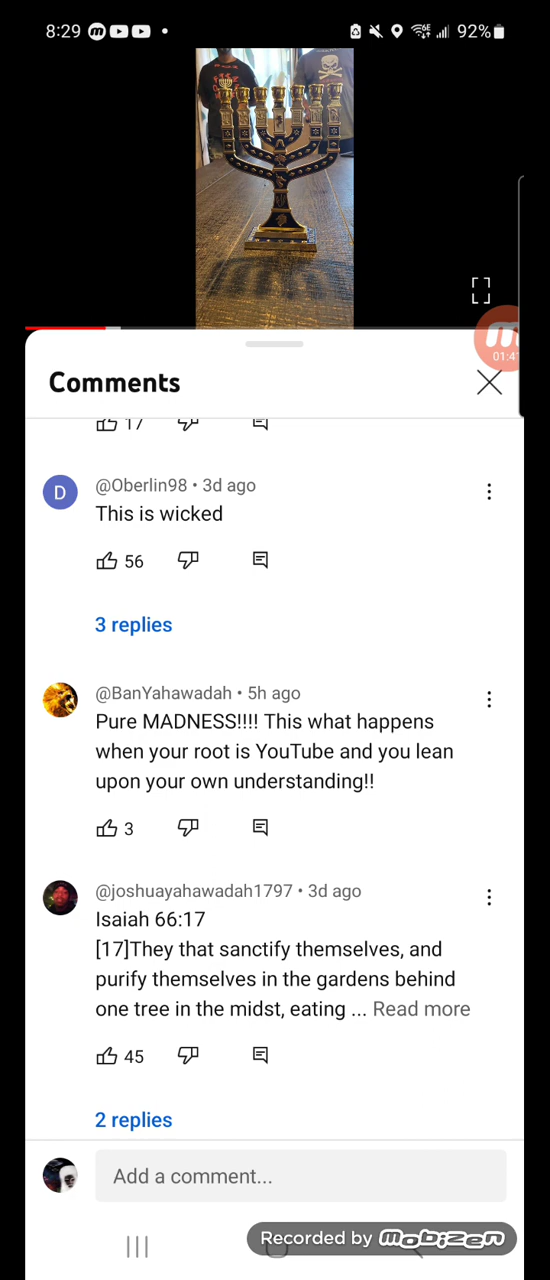 8:29
92%
01:41
Comments
17
D
@Oberlin98 • 3d ago
This is wicked
56
3 replies
@BanYahawadah • 5h ago
Pure MADNESS!!!! This what happens
when your root is YouTube and you lean
upon your own understanding!!
3
@joshuayahawadah1797 • 3d ago
Isaiah 66:17
[17]They that sanctify themselves, and
purify themselves in the gardens behind
one tree in the midst, eating ... Read more
45
2 replies
Add a comment...
Recorded by mobizen